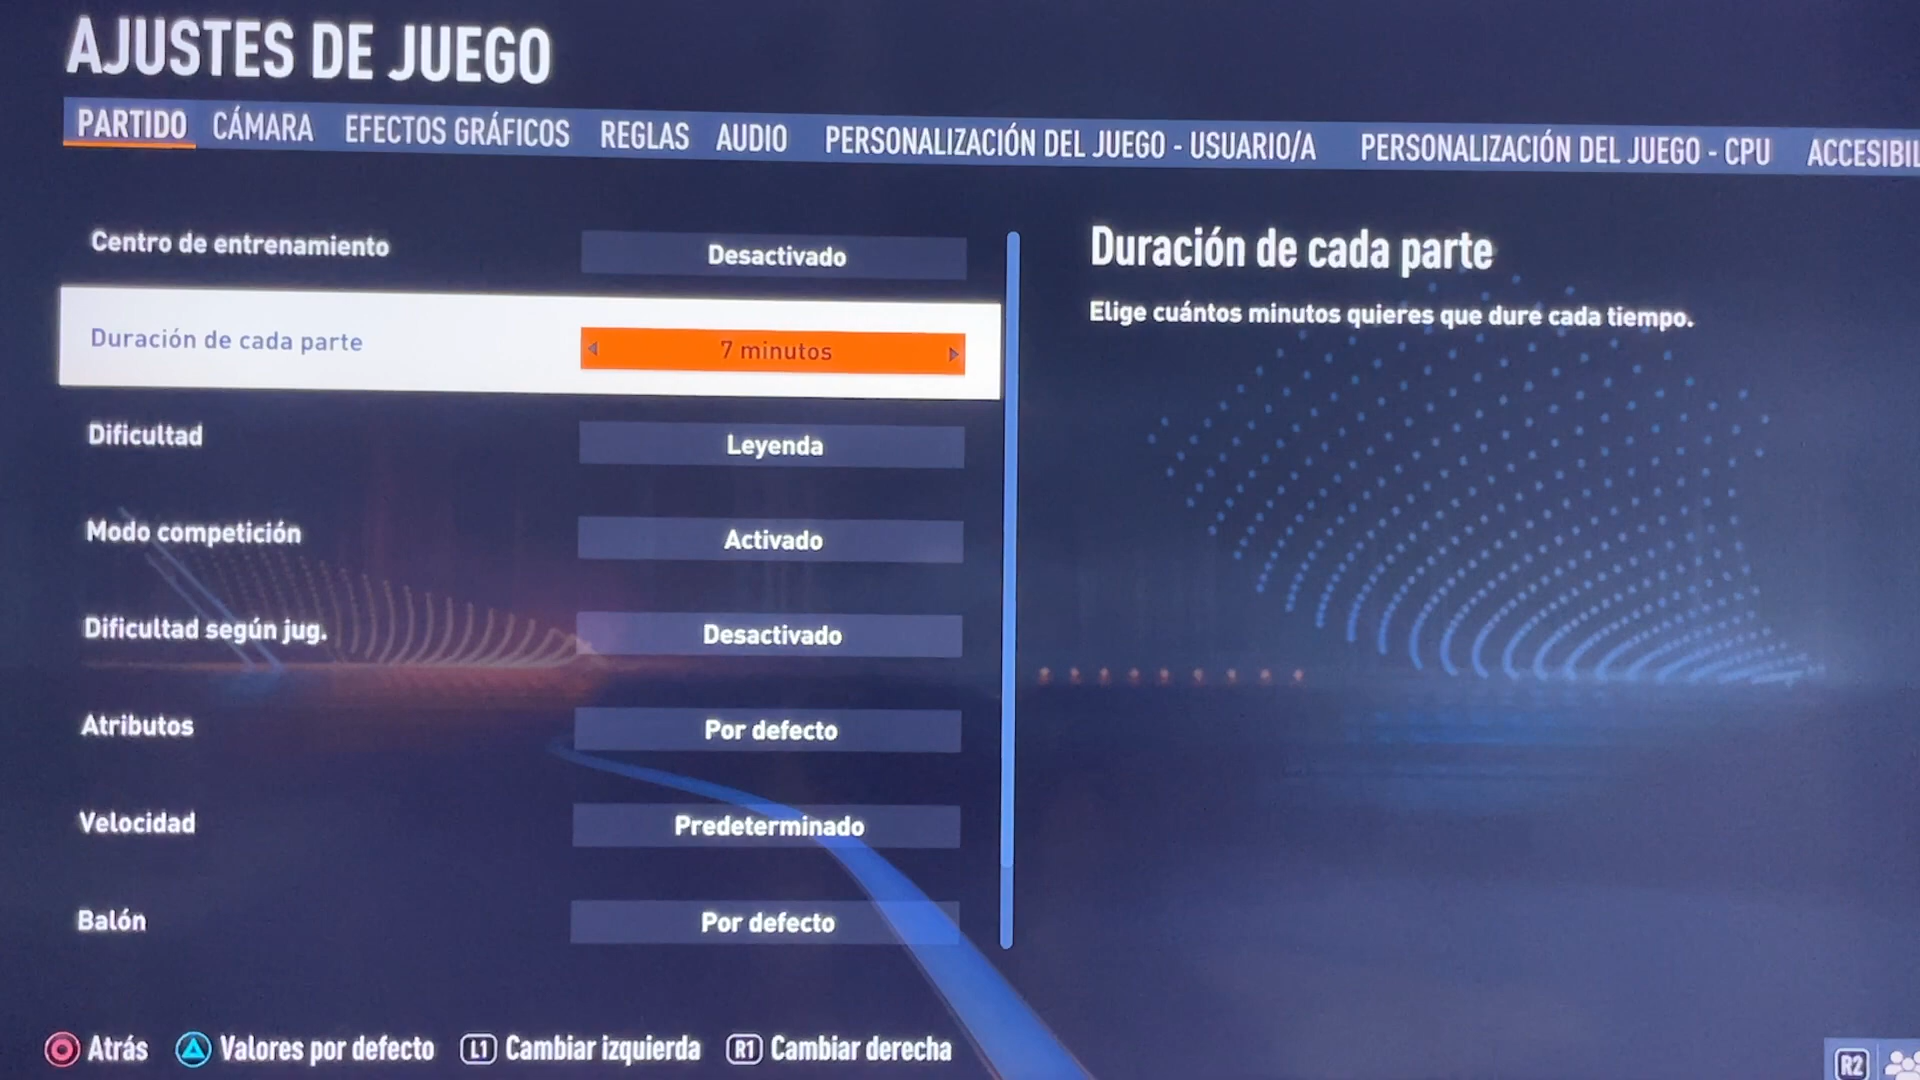 AJUSTES DE JUEGO
PARTIDO CÁMARA EFECTOS GRÁFICOS REGLAS AUDIO PERSONALIZACIÓN DEL JUEGO - USUARIO/A PERSONALIZACIÓN DEL JUEGO - CPU ACCESIBIL
Centro de entrenamiento Desactivado
Duración de cada parte 7 minutos
Dificultad Leyenda
Modo competición Activado
Dificultad según jug. Desactivado
Atributos Por defecto
Velocidad Predeterminado
Balón Por defecto
Duración de cada parte
Elige cuántos minutos quieres que dure cada tiempo.
Atrás Valores por defecto L1 Cambiar izquierda R1 Cambiar derecha
R2